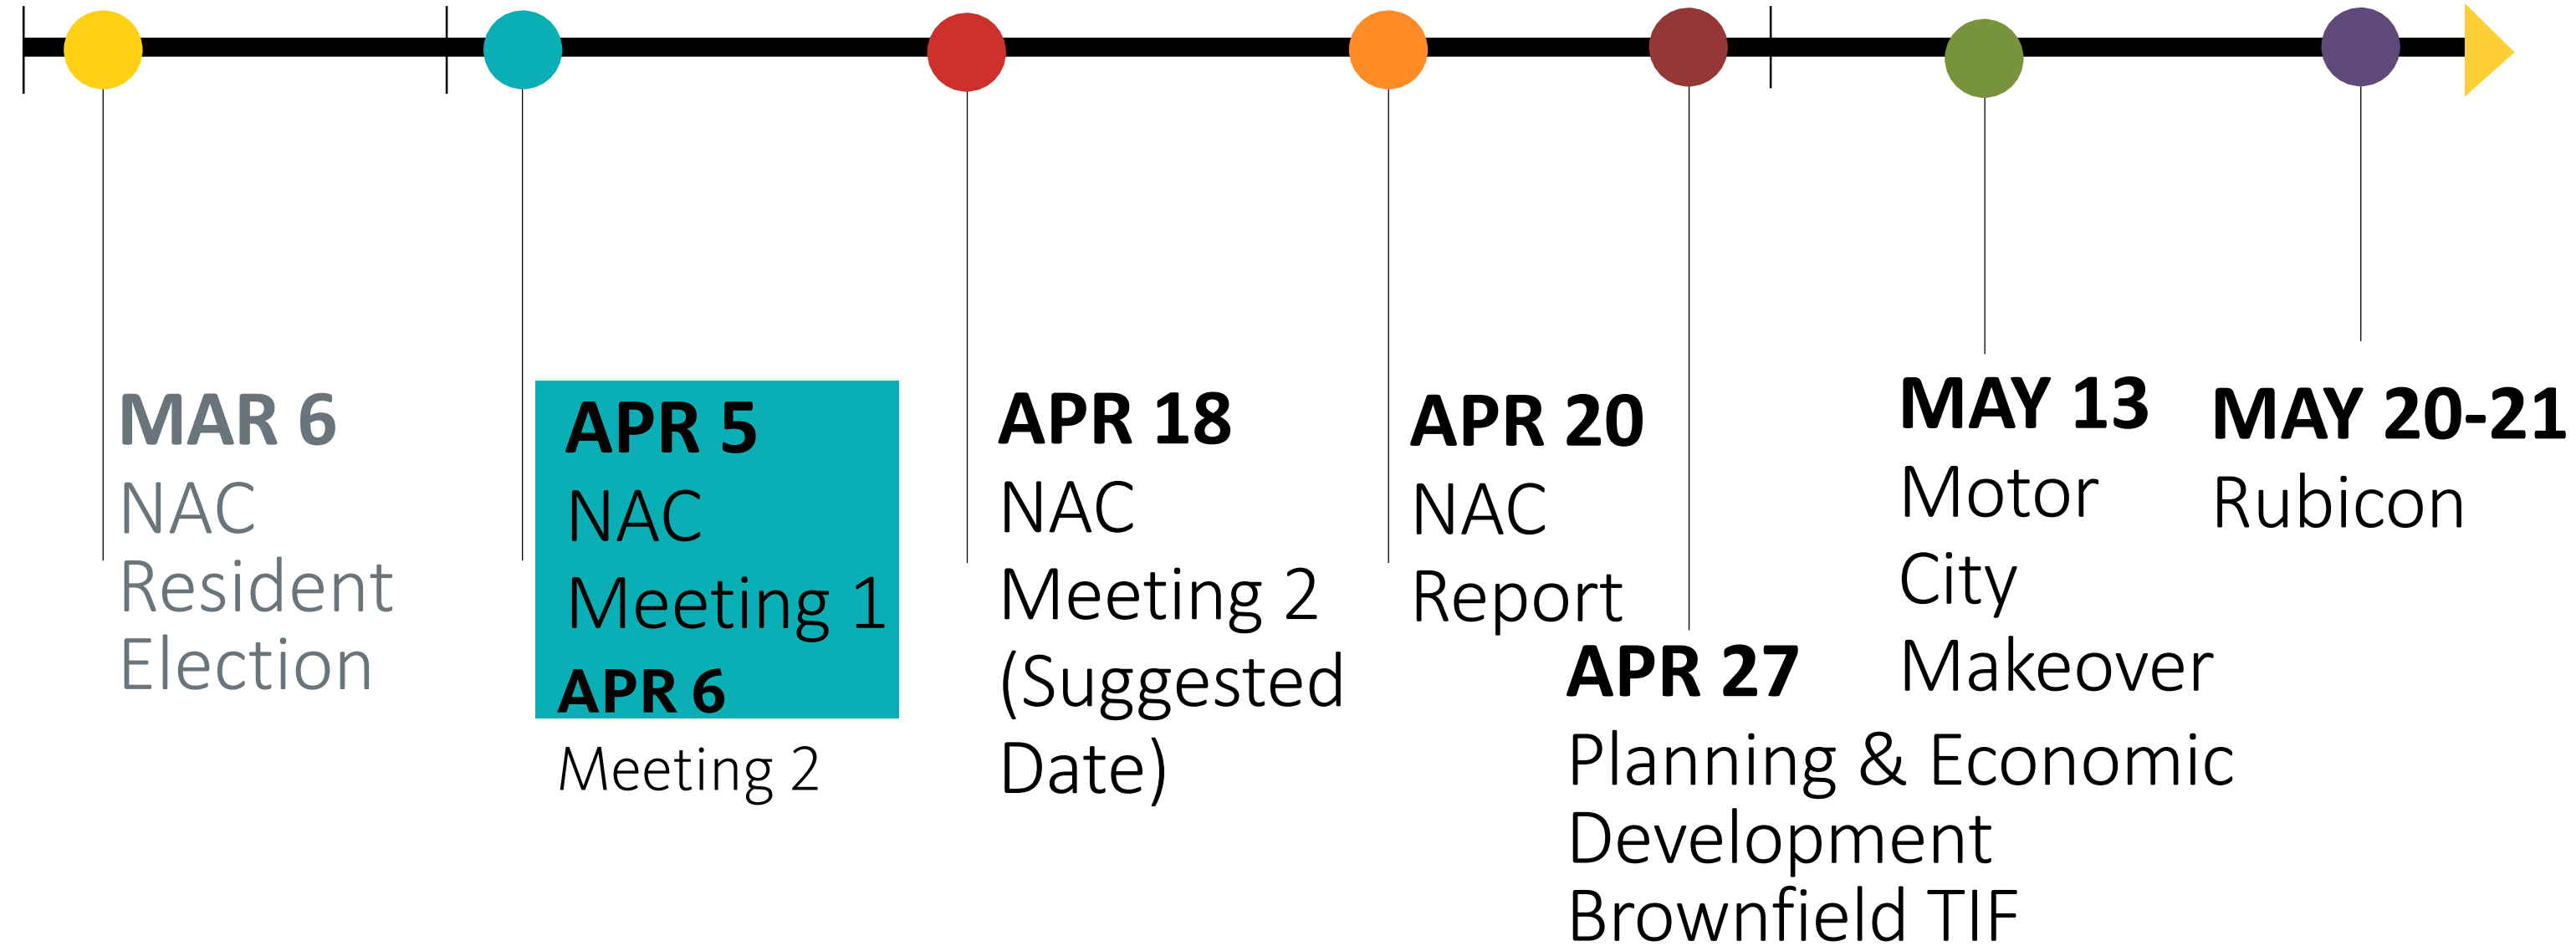 MAR 6
NAC
Resident
Election
APR 5
NAC
Meeting 1
APR 6
Meeting 2
APR 18
NAC
Meeting 2
(Suggested
Date)
APR 20
NAC
Report
APR 27
Planning & Economic
Development
Brownfield TIF
MAY 13
Motor
City
Makeover
MAY 20-21
Rubicon